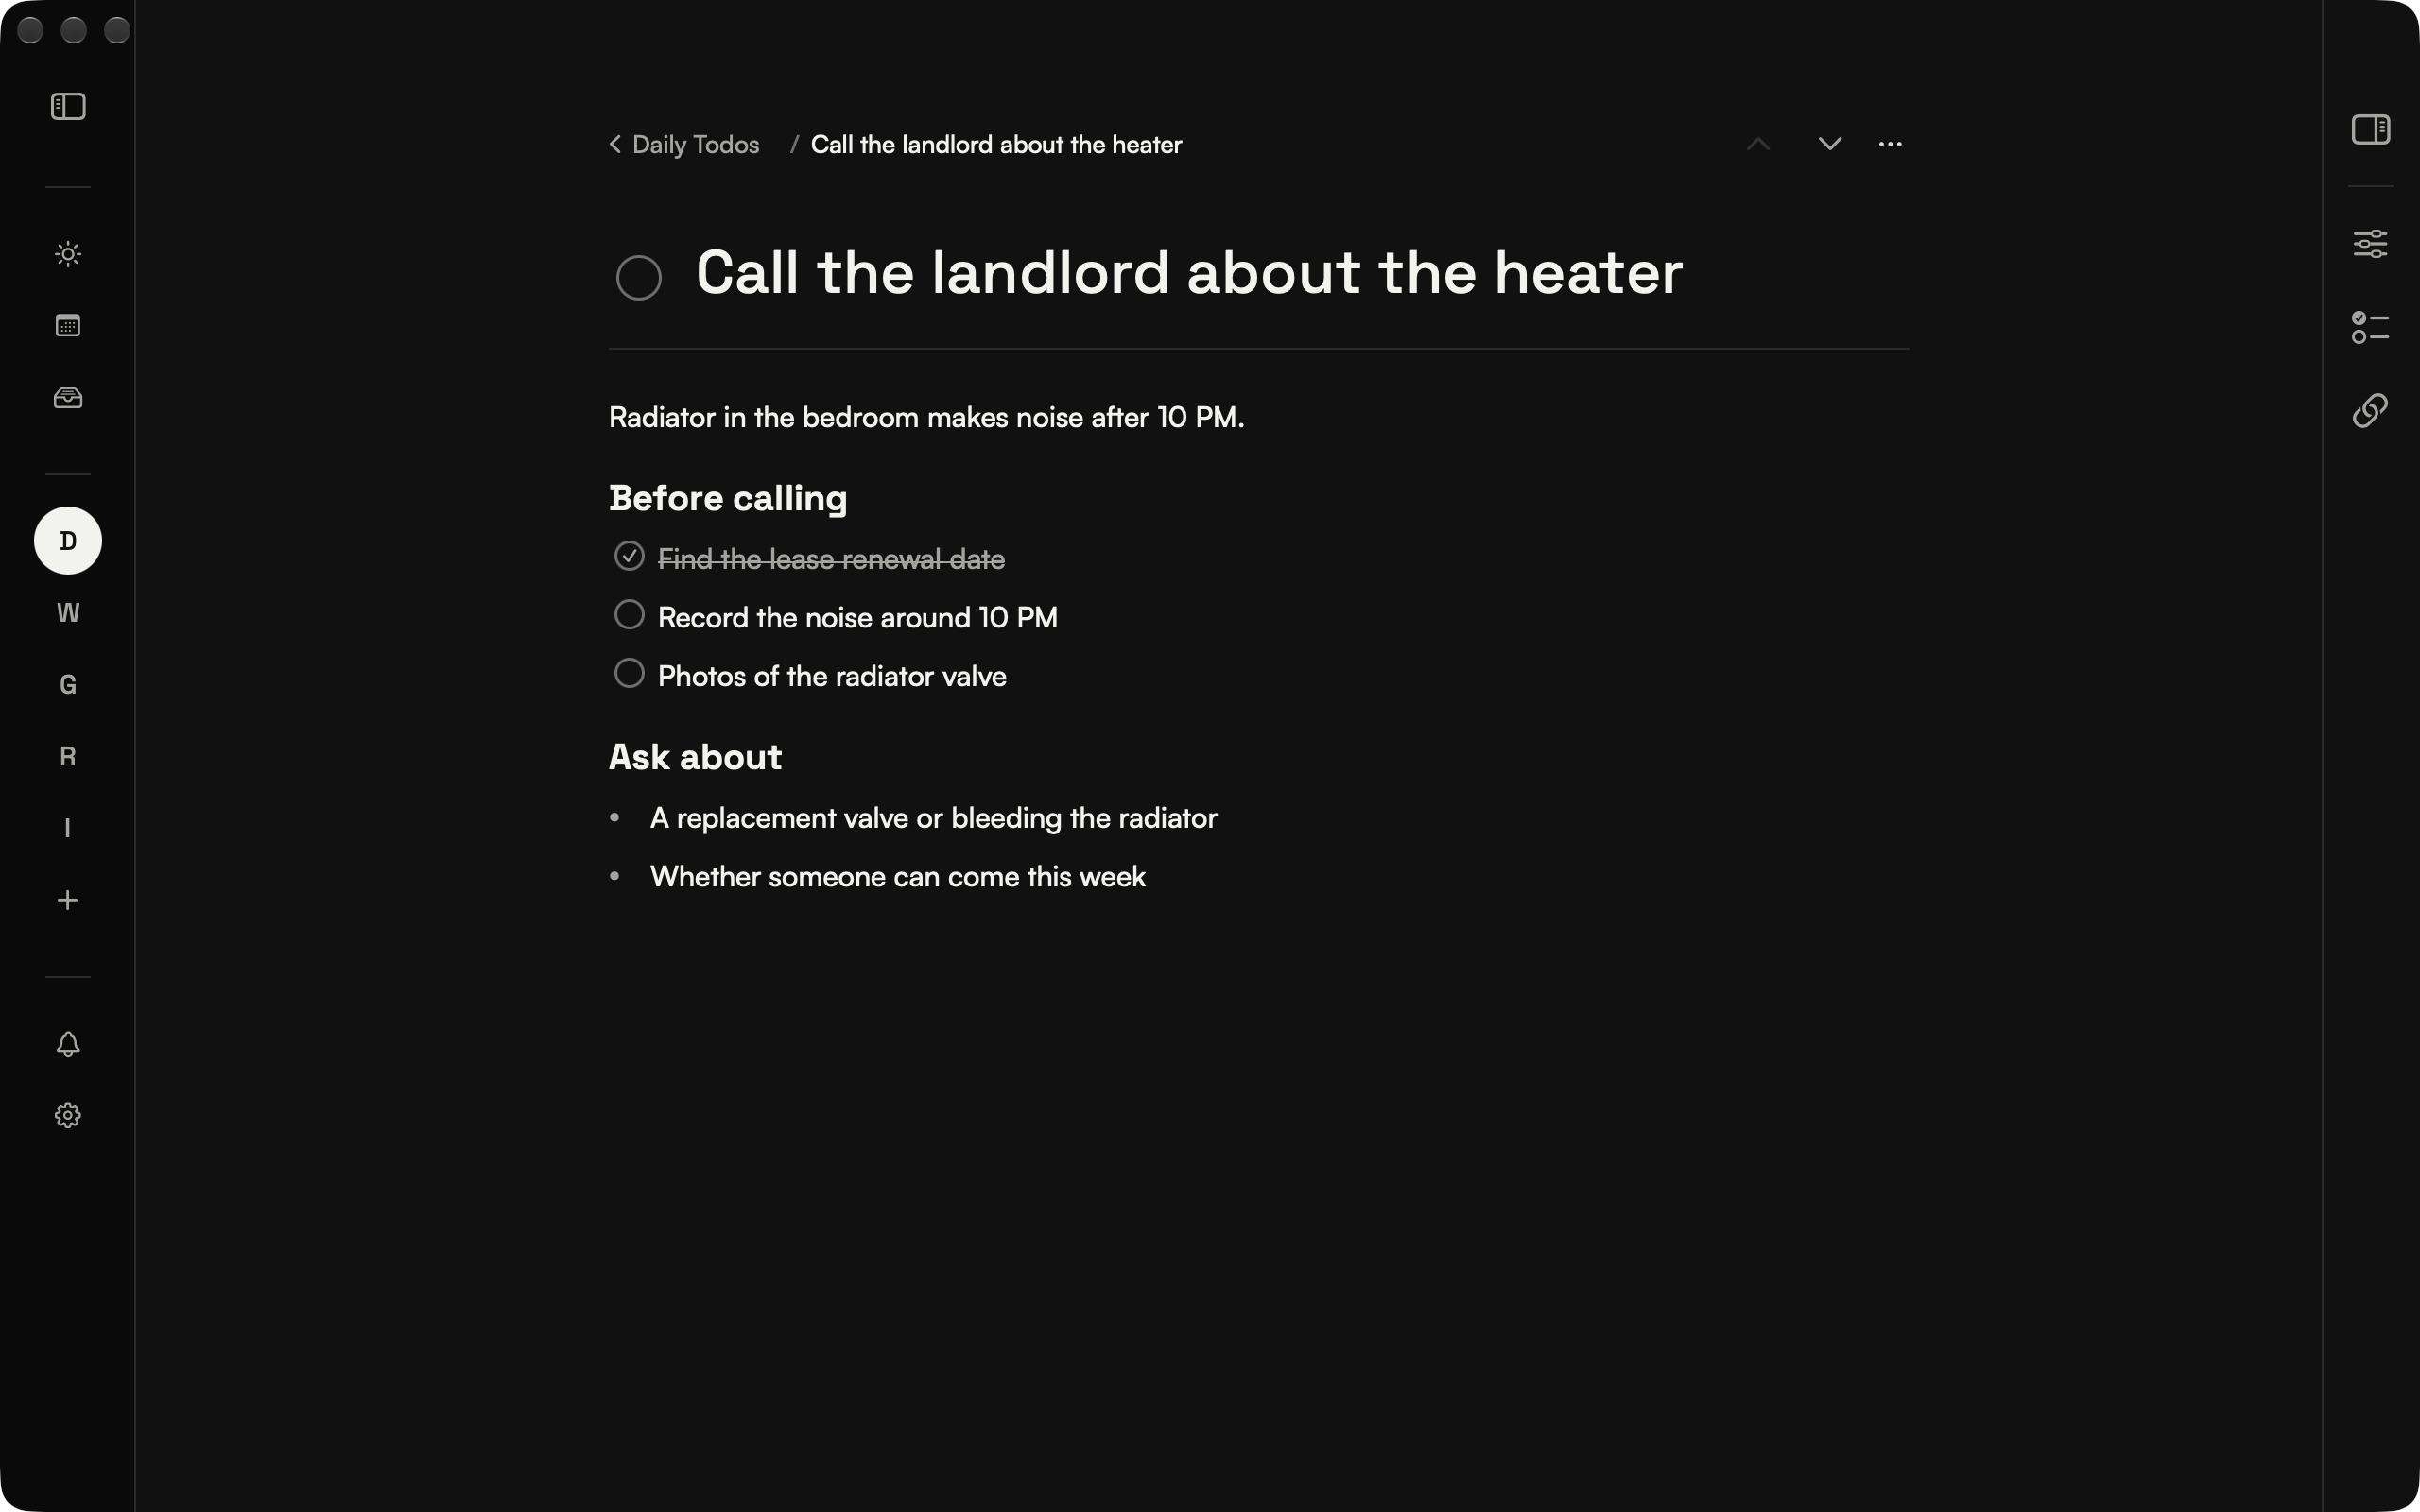 Daily Todos / Call the landlord about the heater
Call the landlord about the heater
Radiator in the bedroom makes noise after 10 PM.
Before calling
Find the lease renewal date
Record the noise around 10 PM
Photos of the radiator valve
Ask about
• A replacement valve or bleeding the radiator
• Whether someone can come this week
D
W
G
R
I